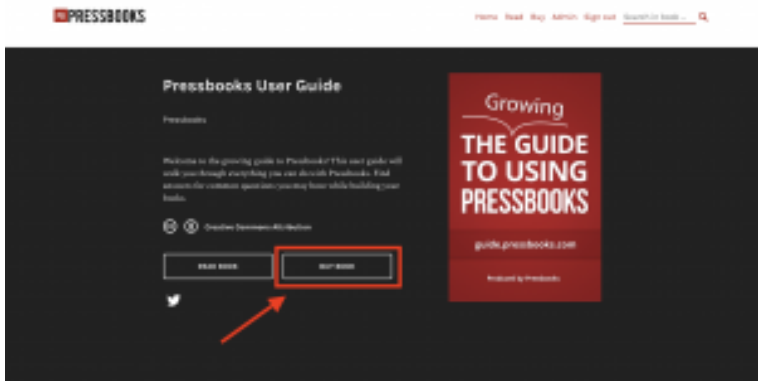 PRESSBOOKS
Home Read Buy Admin Sign out Search in book ...
Pressbooks User Guide
Pressbooks
Welcome to the growing guide to Pressbooks! This user guide will
walk you through everything you can do with Pressbooks. Find
answers for common questions you may have while building your
books.
Creative Commons Attribution
READ BOOK
BUY BOOK
Growing
THE GUIDE
TO USING
PRESSBOOKS
guide.pressbooks.com
Produced by Pressbooks